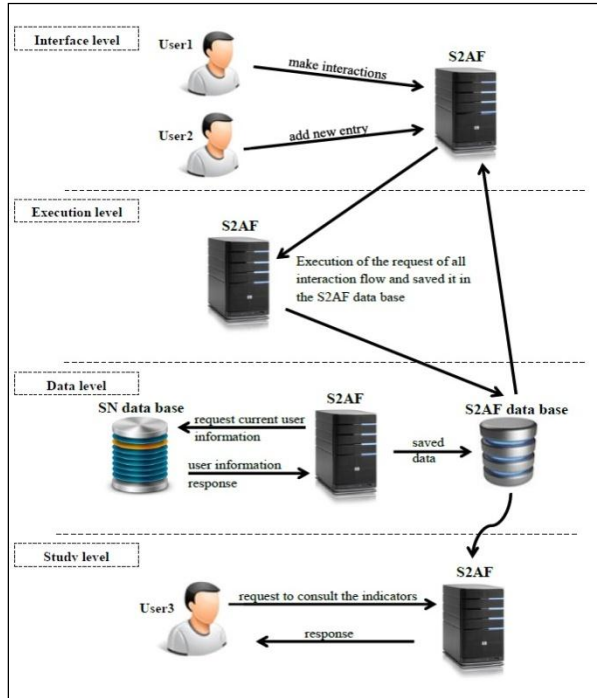 Interface level
User1
S2AF
make interactions
User2
add new entry
Execution level
S2AF
Execution of the request of all
interaction flow and saved it in
the S2AF data base
Data level
SN data base
S2AF
S2AF data base
request current user
information
saved
data
user information
response
Study level
S2AF
User3
request to consult the indicators
response